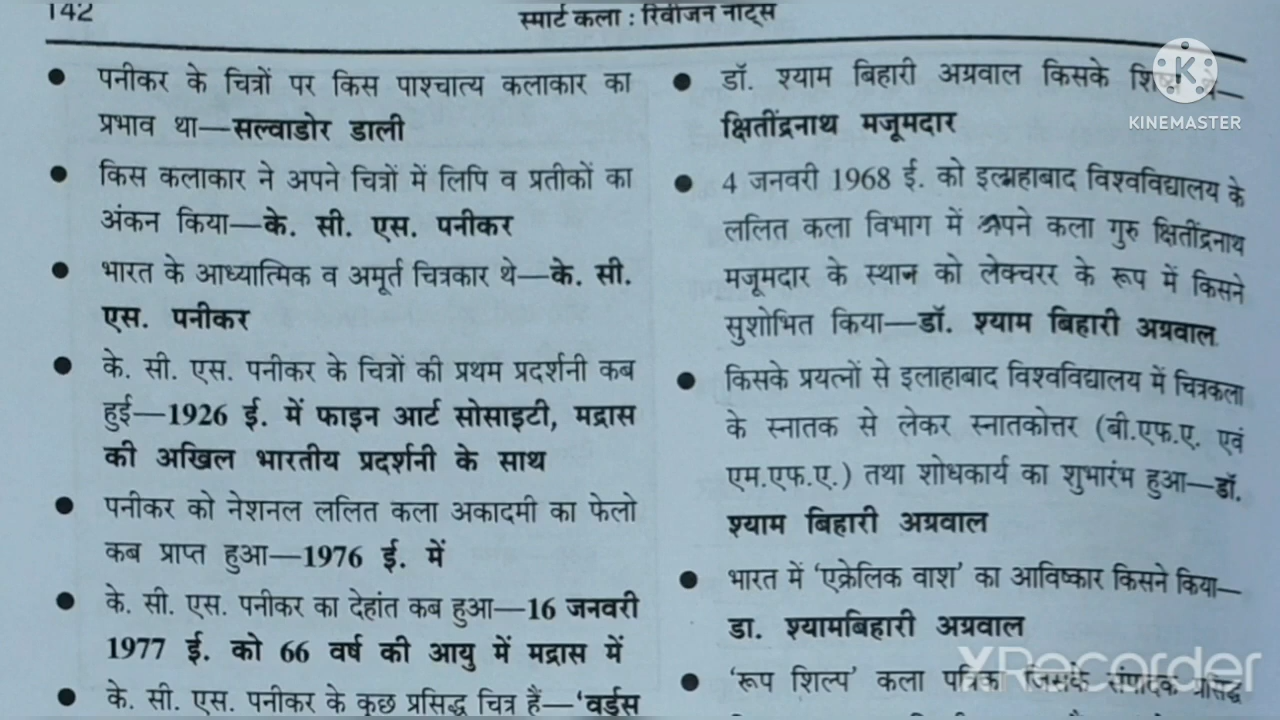 142
स्मार्ट कला : रिवीजन नोट्स
● पनीकर के चित्रों पर किस पाश्चात्य कलाकार का
प्रभाव था—सल्वाडोर डाली
● किस कलाकार ने अपने चित्रों में लिपि व प्रतीकों का
अंकन किया—के. सी. एस. पनीकर
● भारत के आध्यात्मिक व अमूर्त चित्रकार थे—के. सी.
एस. पनीकर
● के. सी. एस. पनीकर के चित्रों की प्रथम प्रदर्शनी कब
हुई—1926 ई. में फाइन आर्ट सोसाइटी, मद्रास
की अखिल भारतीय प्रदर्शनी के साथ
● पनीकर को नेशनल ललित कला अकादमी का फेलो
कब प्राप्त हुआ—1976 ई. में
● के. सी. एस. पनीकर का देहांत कब हुआ—16 जनवरी
1977 ई. को 66 वर्ष की आयु में मद्रास में
● के. सी. एस. पनीकर के कुछ प्रसिद्ध चित्र हैं—‘वर्ड्स
● डॉ. श्याम बिहारी अग्रवाल किसके शिष्य थे—
क्षितींद्रनाथ मजूमदार
● 4 जनवरी 1968 ई. को इलाहाबाद विश्वविद्यालय के
ललित कला विभाग में अपने कला गुरु क्षितींद्रनाथ
मजूमदार के स्थान को लेक्चरर के रूप में किसने
सुशोभित किया—डॉ. श्याम बिहारी अग्रवाल
● किसके प्रयत्नों से इलाहाबाद विश्वविद्यालय में चित्रकला
के स्नातक से लेकर स्नातकोत्तर (बी.एफ.ए. एवं
एम.एफ.ए.) तथा शोधकार्य का शुभारंभ हुआ—डॉ.
श्याम बिहारी अग्रवाल
● भारत में ‘एक्रेलिक वाश’ का आविष्कार किसने किया—
डा. श्यामबिहारी अग्रवाल
● ‘रूप शिल्प’ कला पत्रिका जिसके संपादक प्रसिद्ध
KINEMASTER
XRecorder